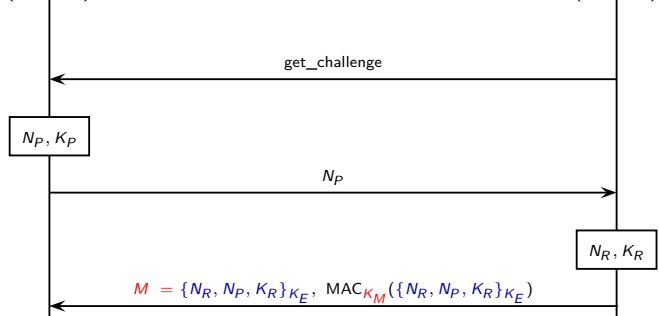 get_challenge
N_P, K_P
N_P
N_R, K_R
M = {N_R, N_P, K_R}_{K_E}, MAC_{K_M}({N_R, N_P, K_R}_{K_E})